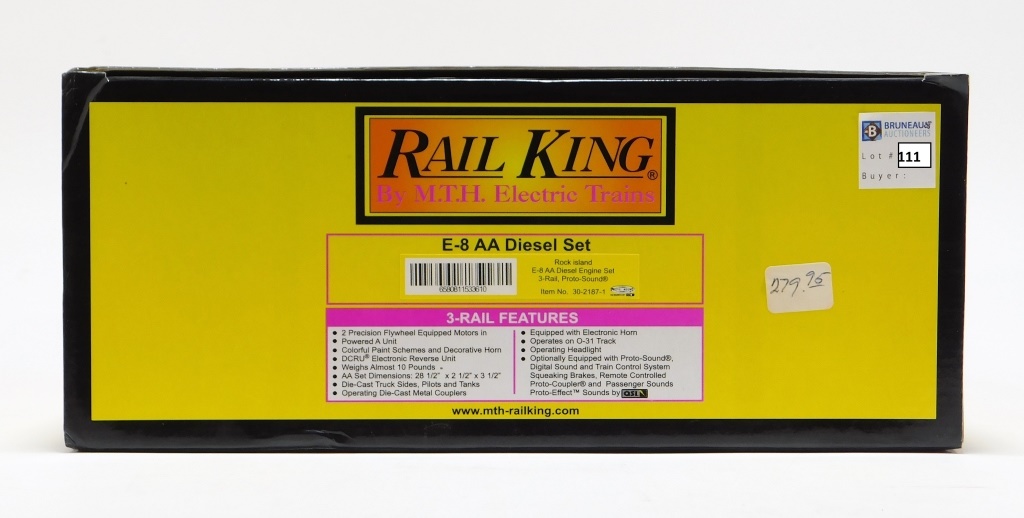 RAIL KING®
By M.T.H. Electric Trains
BRUNEAU
AUCTIONEERS
Lot # 111
Buyer:
E-8 AA Diesel Set
Rock island
E-8 AA Diesel Engine Set
3-Rail, Proto-Sound®
Item No. 30-2187-1
6580811533610
279.95
3-RAIL FEATURES
• 2 Precision Flywheel Equipped Motors in
• Powered A Unit
• Colorful Paint Schemes and Decorative Horn
• DCRU® Electronic Reverse Unit
• Weighs Almost 10 Pounds
• AA Set Dimensions: 28 1/2" x 2 1/2" x 3 1/2"
• Die-Cast Truck Sides, Pilots and Tanks
• Operating Die-Cast Metal Couplers
• Equipped with Electronic Horn
• Operates on O-31 Track
• Operating Headlight
• Optionally Equipped with Proto-Sound®,
Digital Sound and Train Control System
Squeaking Brakes, Remote Controlled
Proto-Coupler® and Passenger Sounds
Proto-Effect™ Sounds by QSI
www.mth-railking.com